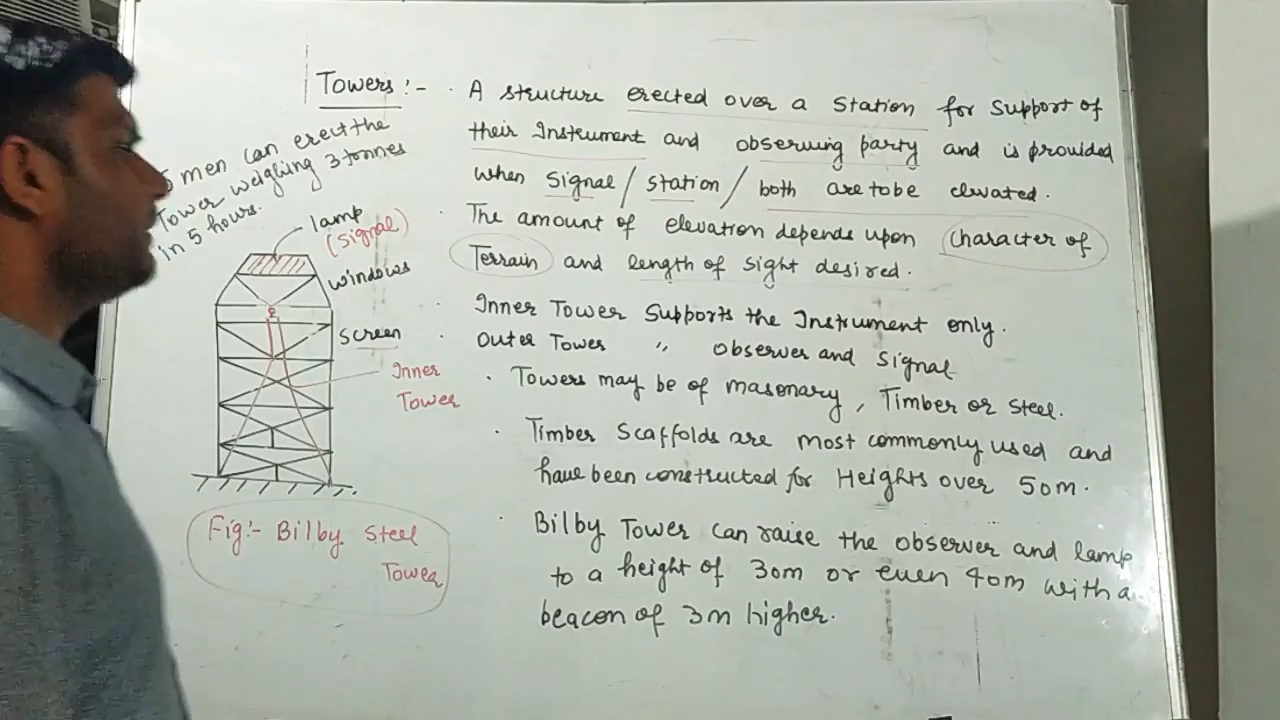 Towers :- . A structure erected over a station for support of
their Instrument and observing party and is provided
when signal / station / both are to be elevated.
. The amount of elevation depends upon character of
Terrain and length of sight desired.
. Inner Tower Supports the Instrument only.
. Outer Tower " observer and signal
. Towers may be of masonary, Timber or steel.
. Timber Scaffolds are most commonly used and
have been constructed for Heights over 50m.
. Bilby Tower can raise the observer and lamp
to a height of 30m or even 40m with a
beacon of 3m higher.
men can erect the
Tower weighing 3 tonnes
in 5 hours.
lamp
(signal)
windows
screen
Inner
Tower
Fig:- Bilby Steel
Tower